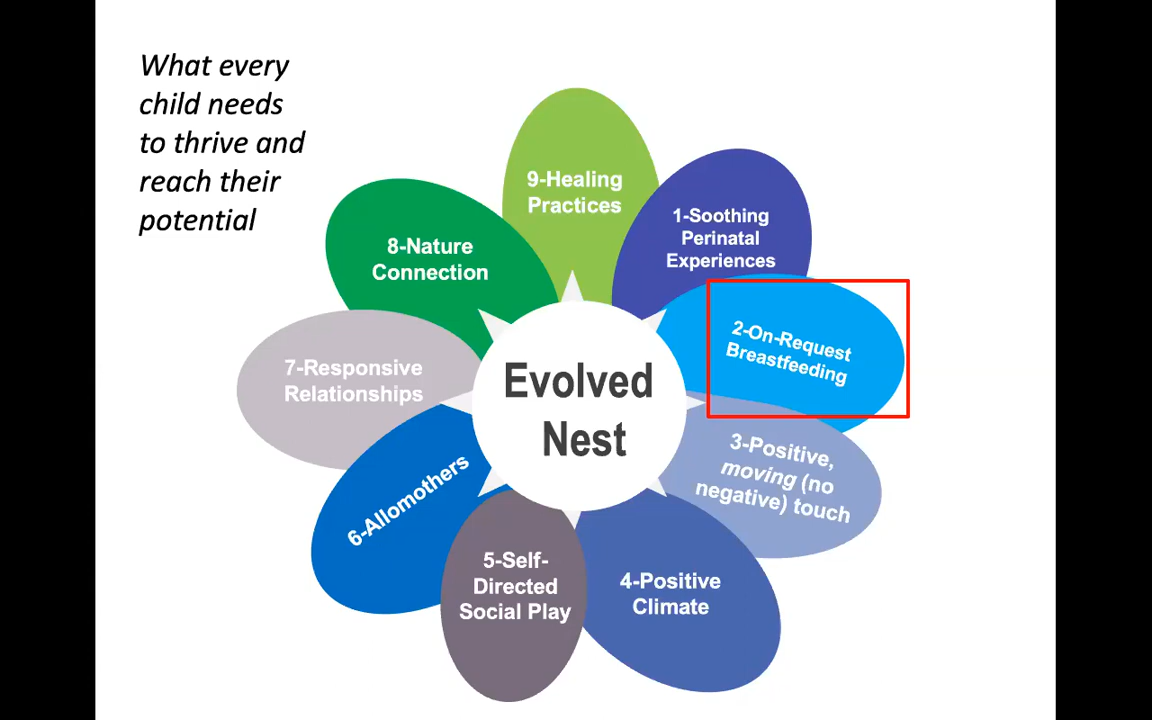 What every
child needs
to thrive and
reach their
potential
9-Healing
Practices
1-Soothing
Perinatal
Experiences
8-Nature
Connection
2-On-Request
Breastfeeding
7-Responsive
Relationships
Evolved
Nest
3-Positive,
moving (no
negative) touch
6-Allomothers
5-Self-
Directed
Social Play
4-Positive
Climate